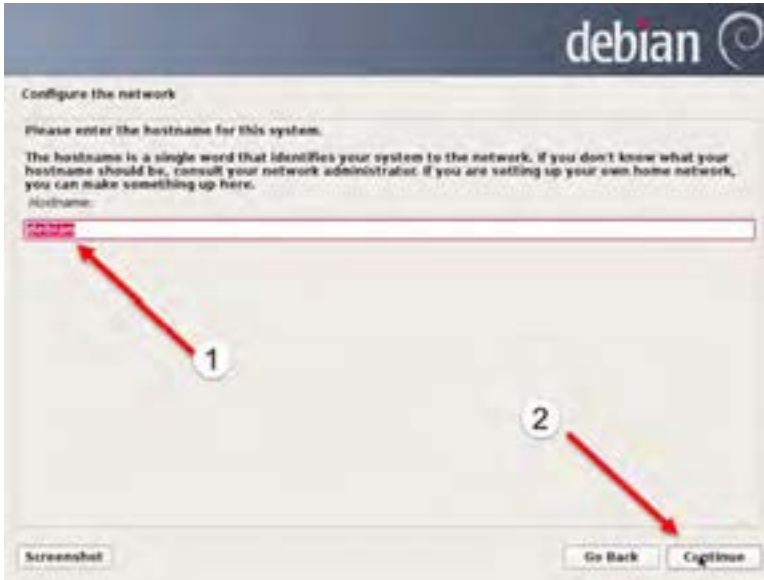 debian
Configure the network
Please enter the hostname for this system.
The hostname is a single word that identifies your system to the network. If you don't know what your
hostname should be, consult your network administrator. If you are setting up your own home network,
you can make something up here.
Hostname:
debian
1
2
Screenshot
Go Back
Continue